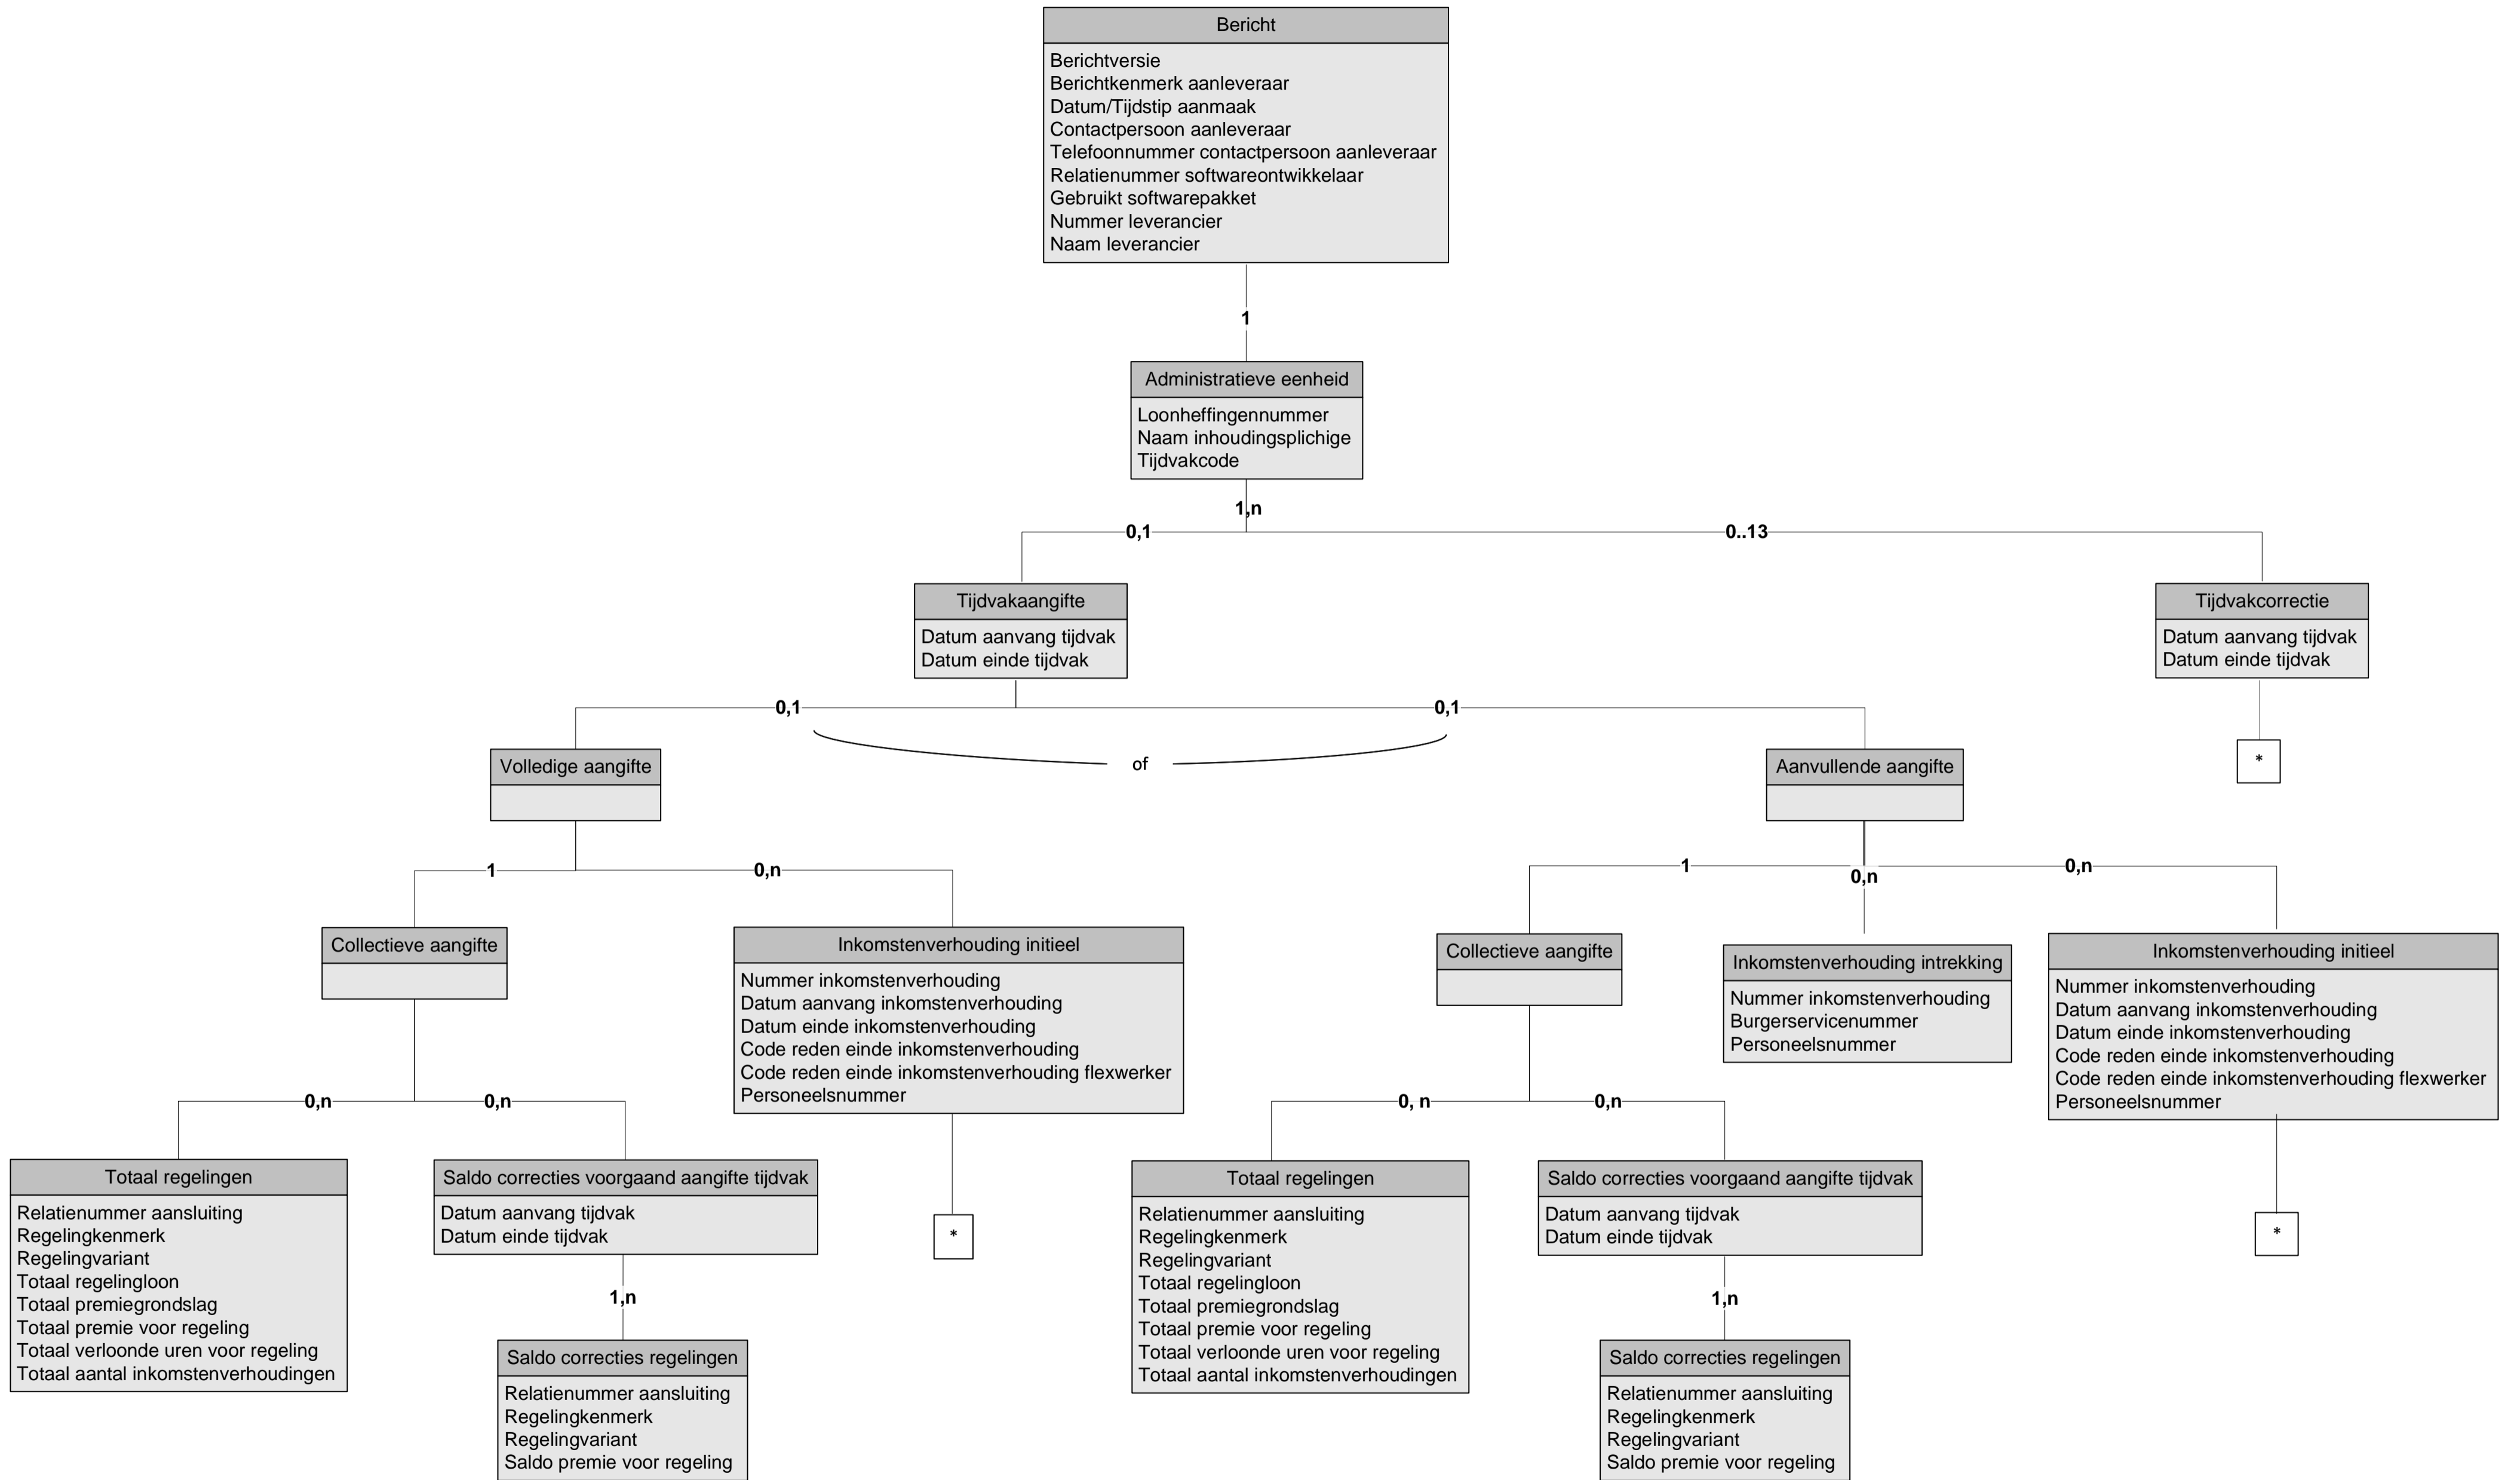 Bericht
Berichtversie
Berichtkenmerk aanleveraar
Datum/Tijdstip aanmaak
Contactpersoon aanleveraar
Telefoonnummer contactpersoon aanleveraar
Relatienummer softwareontwikkelaar
Gebruikt softwarepakket
Nummer leverancier
Naam leverancier
1
Administratieve eenheid
Loonheffingennummer
Naam inhoudingsplichige
Tijdvakcode
1,n
0,1
0..13
Tijdvakaangifte
Datum aanvang tijdvak
Datum einde tijdvak
Tijdvakcorrectie
Datum aanvang tijdvak
Datum einde tijdvak
*
0,1
0,1
of
Volledige aangifte
Aanvullende aangifte
1
0,n
Collectieve aangifte
Inkomstenverhouding initieel
Nummer inkomstenverhouding
Datum aanvang inkomstenverhouding
Datum einde inkomstenverhouding
Code reden einde inkomstenverhouding
Code reden einde inkomstenverhouding flexwerker
Personeelsnummer
*
0,n
0,n
Totaal regelingen
Relatienummer aansluiting
Regelingkenmerk
Regelingvariant
Totaal regelingloon
Totaal premiegrondslag
Totaal premie voor regeling
Totaal verloonde uren voor regeling
Totaal aantal inkomstenverhoudingen
Saldo correcties voorgaand aangifte tijdvak
Datum aanvang tijdvak
Datum einde tijdvak
1,n
Saldo correcties regelingen
Relatienummer aansluiting
Regelingkenmerk
Regelingvariant
Saldo premie voor regeling
1
0,n
0,n
Collectieve aangifte
Inkomstenverhouding intrekking
Nummer inkomstenverhouding
Burgerservicenummer
Personeelsnummer
Inkomstenverhouding initieel
Nummer inkomstenverhouding
Datum aanvang inkomstenverhouding
Datum einde inkomstenverhouding
Code reden einde inkomstenverhouding
Code reden einde inkomstenverhouding flexwerker
Personeelsnummer
*
0, n
0,n
Totaal regelingen
Relatienummer aansluiting
Regelingkenmerk
Regelingvariant
Totaal regelingloon
Totaal premiegrondslag
Totaal premie voor regeling
Totaal verloonde uren voor regeling
Totaal aantal inkomstenverhoudingen
Saldo correcties voorgaand aangifte tijdvak
Datum aanvang tijdvak
Datum einde tijdvak
1,n
Saldo correcties regelingen
Relatienummer aansluiting
Regelingkenmerk
Regelingvariant
Saldo premie voor regeling